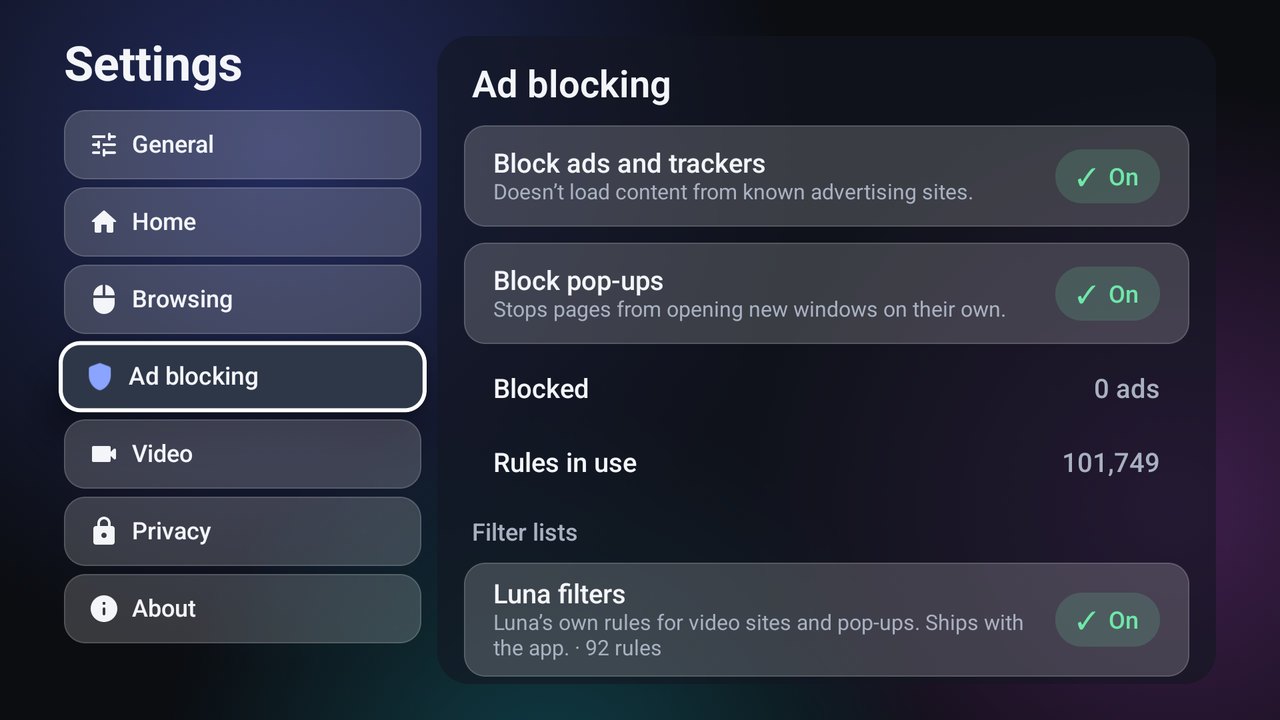 Settings
General
Home
Browsing
Ad blocking
Video
Privacy
About
Ad blocking
Block ads and trackers
Doesn’t load content from known advertising sites.
✓ On
Block pop-ups
Stops pages from opening new windows on their own.
✓ On
Blocked
0 ads
Rules in use
101,749
Filter lists
Luna filters
Luna’s own rules for video sites and pop-ups. Ships with
the app. · 92 rules
✓ On